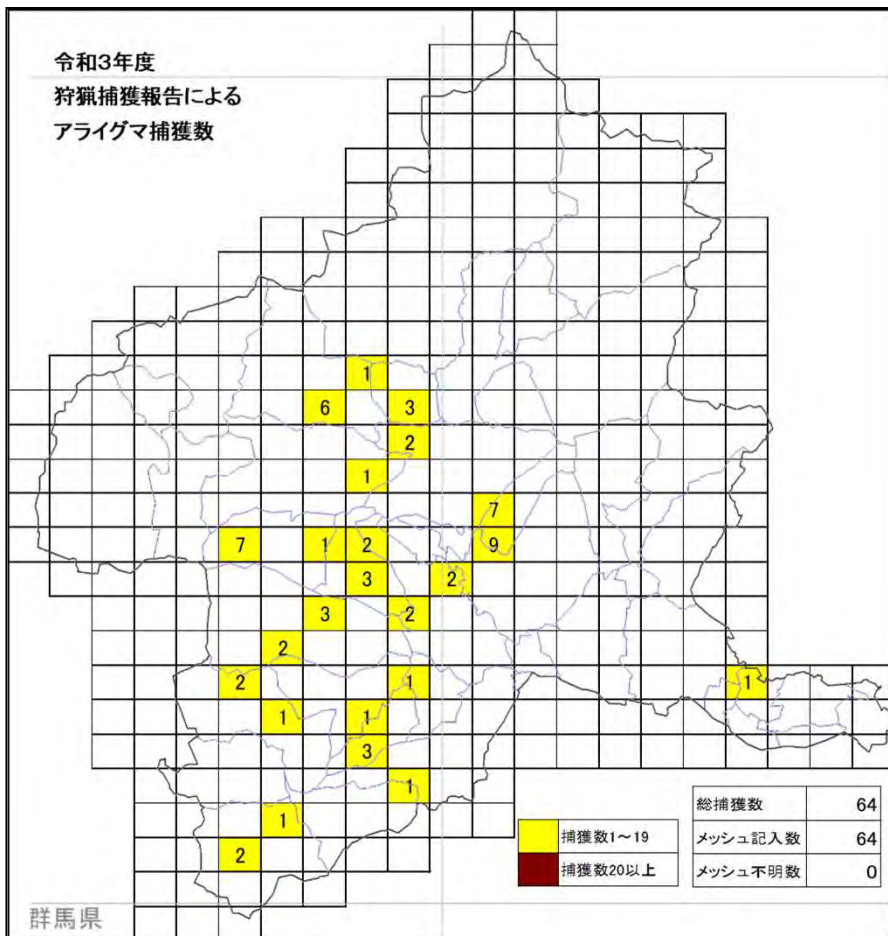 令和3年度
狩猟捕獲報告による
アライグマ捕獲数
1
6 3
2
1
7
7 1 2 9
3 2
3 2
2
2 1 1
1 1
3
1
1
2
捕獲数1～19
捕獲数20以上
総捕獲数 64
メッシュ記入数 64
メッシュ不明数 0
群馬県